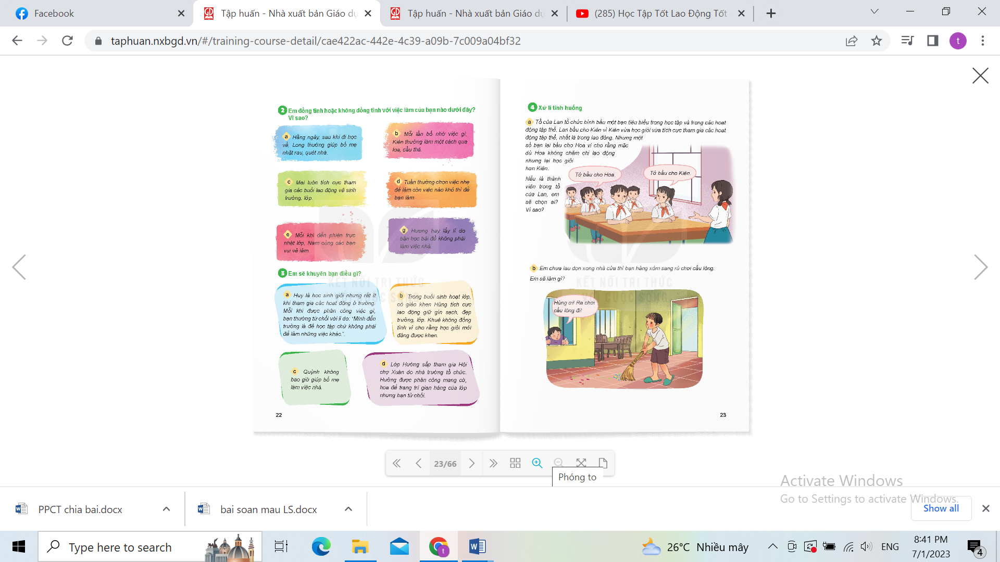 Facebook
Tập huấn - Nhà xuất bản Giáo dụ
Tập huấn - Nhà xuất bản Giáo dụ
(285) Học Tập Tốt Lao Động Tốt
taphuan.nxbgd.vn/#/training-course-detail/cae422ac-442e-4c39-a09b-7c009a04bf32
t
2 Em đồng tình hoặc không đồng tình với việc làm của bạn nào dưới đây?
Vì sao?
a Hằng ngày, sau khi đi học
về, Long thường giúp bố mẹ
nhặt rau, quét nhà.
b Mỗi lần bố nhờ việc gì,
Kiên thường làm một cách qua
loa, cẩu thả.
c Mai luôn tích cực tham
gia các buổi lao động vệ sinh
trường, lớp.
d Tuấn thường chọn việc nhẹ
để làm còn việc nào khó thì để
bạn làm.
e Mỗi khi đến phiên trực
nhật lớp, Nam cùng các bạn
vui vẻ làm.
g Hương hay lấy lí do
bận học bài để không phải
làm việc nhà.
3 Em sẽ khuyên bạn điều gì?
a Huy là học sinh giỏi nhưng rất ít
khi tham gia các hoạt động ở trường.
Mỗi khi được phân công việc gì,
bạn thường từ chối với lí do: "Mình đến
trường là để học tập chứ không phải
để làm những việc khác.".
b Trong buổi sinh hoạt lớp,
cô giáo khen Hùng tích cực
lao động giữ gìn sạch, đẹp
trường, lớp. Khuê không đồng
tình vì cho rằng học giỏi mới
đáng được khen.
c Quỳnh không
bao giờ giúp bố mẹ
làm việc nhà.
d Lớp Hường sắp tham gia Hội
chợ Xuân do nhà trường tổ chức.
Hường được phân công mang cờ,
hoa để trang trí gian hàng của lớp
nhưng bạn từ chối.
KẾT NỐI TRI THỨC
VỚI CUỘC SỐNG
22
4 Xử lí tình huống
a Tổ của Lan tổ chức bình bầu một bạn tiêu biểu trong học tập và trong các hoạt
động tập thể. Lan bầu cho Kiên vì Kiên vừa học giỏi vừa tích cực tham gia các hoạt
động tập thể, nhất là trong lao động. Nhưng một
số bạn lại bầu cho Hoa vì cho rằng mặc
dù Hoa không chăm chỉ lao động
nhưng lại học giỏi
hơn Kiên.
Nếu là thành
viên trong tổ
của Lan, em
sẽ chọn ai?
Vì sao?
Tớ bầu cho Hoa.
Tớ bầu cho Kiên.
b Em chưa lau dọn xong nhà cửa thì bạn hàng xóm sang rủ chơi cầu lông.
Em sẽ làm gì?
KẾT NỐI TRI THỨC
VỚI CUỘC SỐNG
Hùng ơi! Ra chơi
cầu lông đi!
23
23/66
Phóng to
Activate Windows
Go to Settings to activate Windows.
PPCT chia bai.docx
bai soan mau LS.docx
Show all
Type here to search
26°C Nhiều mây
ENG
8:41 PM
7/1/2023
4